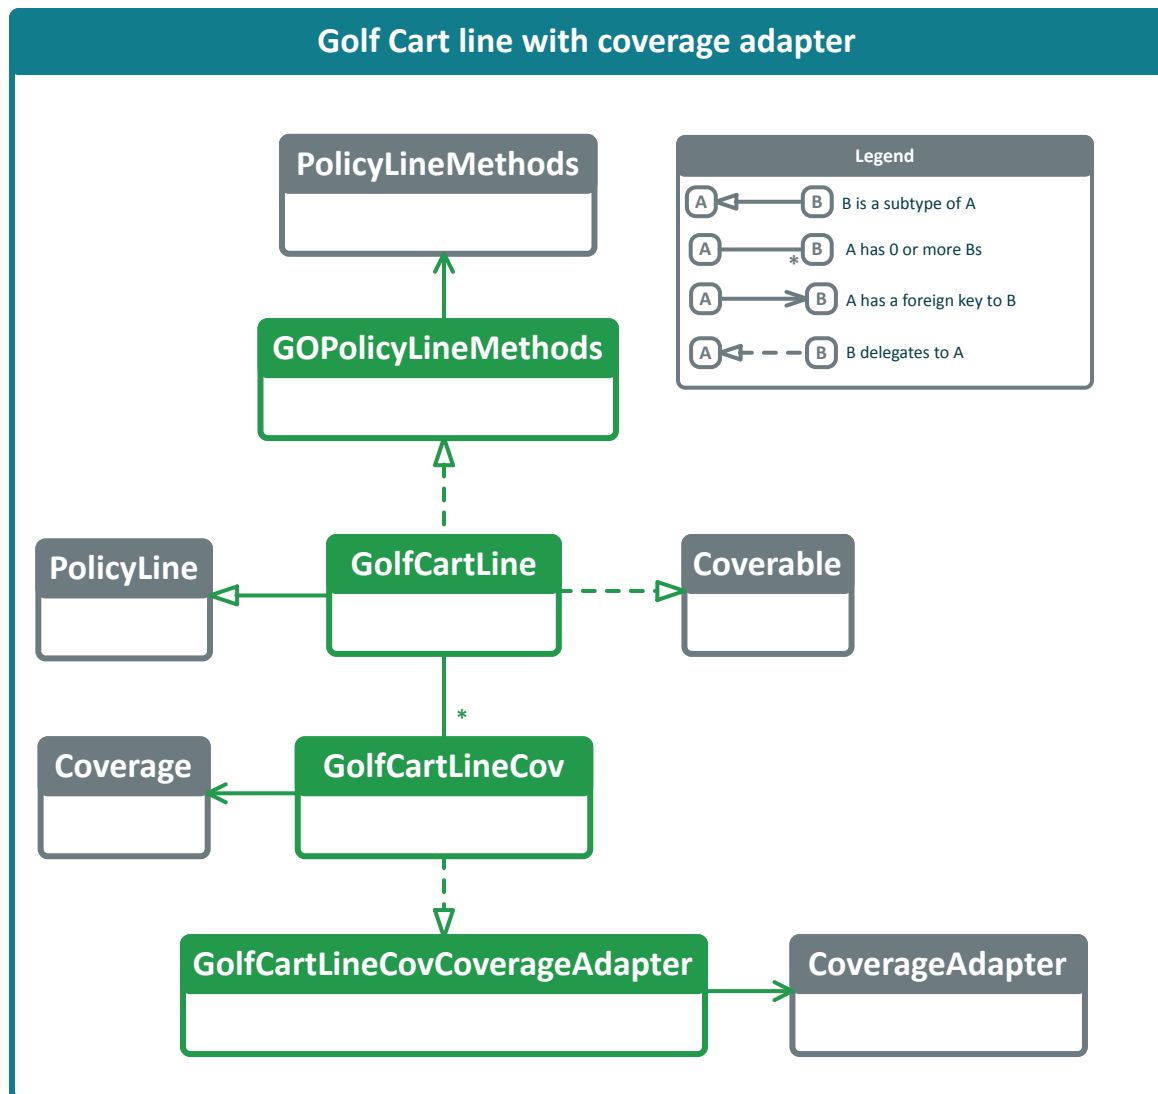 Golf Cart line with coverage adapter
PolicyLineMethods
Legend
A B B is a subtype of A
A * B A has 0 or more Bs
A B A has a foreign key to B
A B B delegates to A
GOPolicyLineMethods
PolicyLine
GolfCartLine
Coverable
*
Coverage
GolfCartLineCov
GolfCartLineCovCoverageAdapter
CoverageAdapter